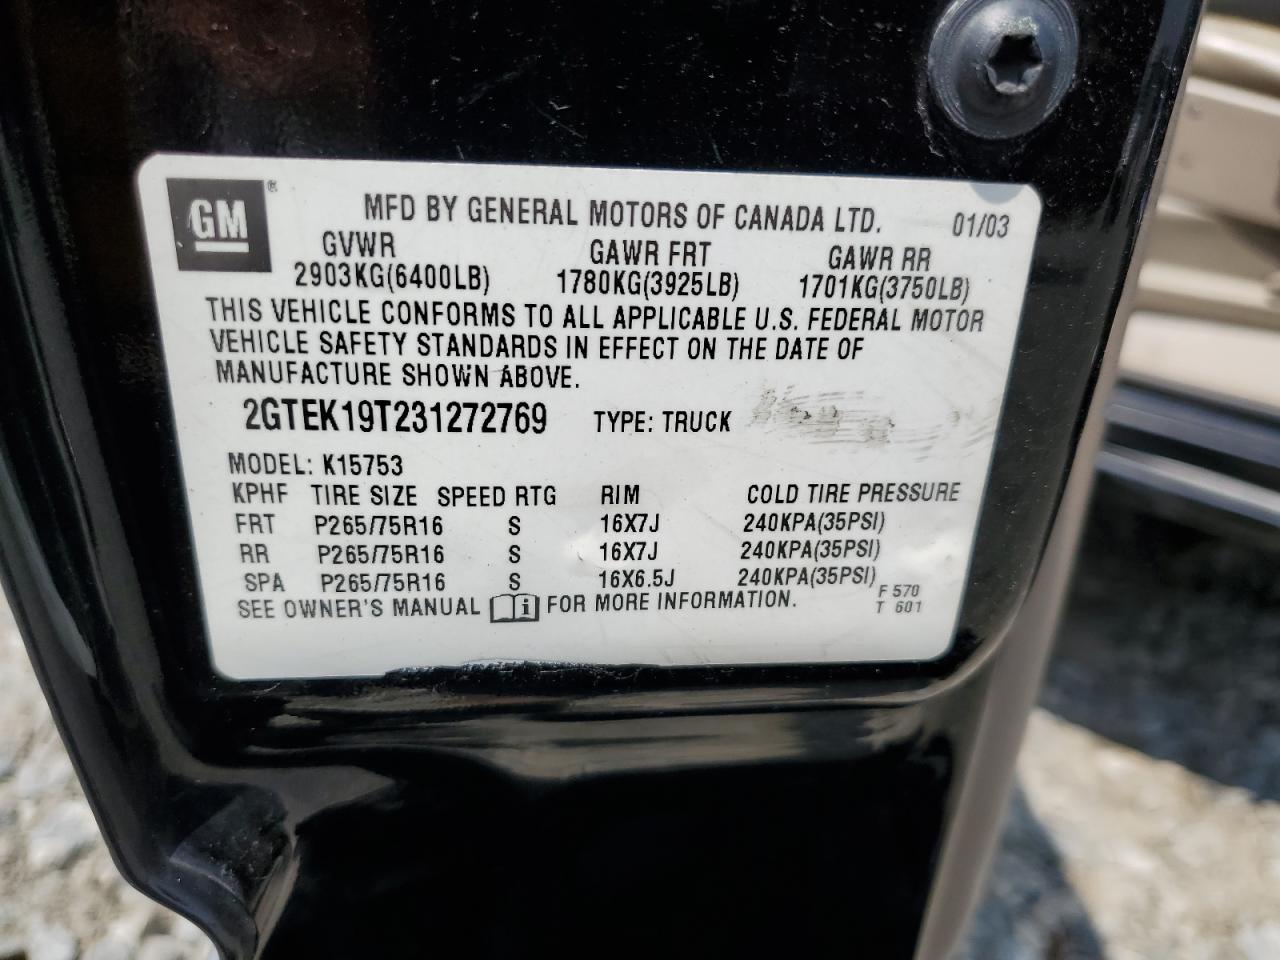 GM ®
MFD BY GENERAL MOTORS OF CANADA LTD. 01/03
GVWR GAWR FRT GAWR RR
2903KG(6400LB) 1780KG(3925LB) 1701KG(3750LB)
THIS VEHICLE CONFORMS TO ALL APPLICABLE U.S. FEDERAL MOTOR
VEHICLE SAFETY STANDARDS IN EFFECT ON THE DATE OF
MANUFACTURE SHOWN ABOVE.
2GTEK19T231272769 TYPE: TRUCK
MODEL: K15753
KPHF TIRE SIZE SPEED RTG RIM COLD TIRE PRESSURE
FRT P265/75R16 S 16X7J 240KPA(35PSI)
RR P265/75R16 S 16X7J 240KPA(35PSI)
SPA P265/75R16 S 16X6.5J 240KPA(35PSI)
SEE OWNER'S MANUAL i FOR MORE INFORMATION. F 570
T 601